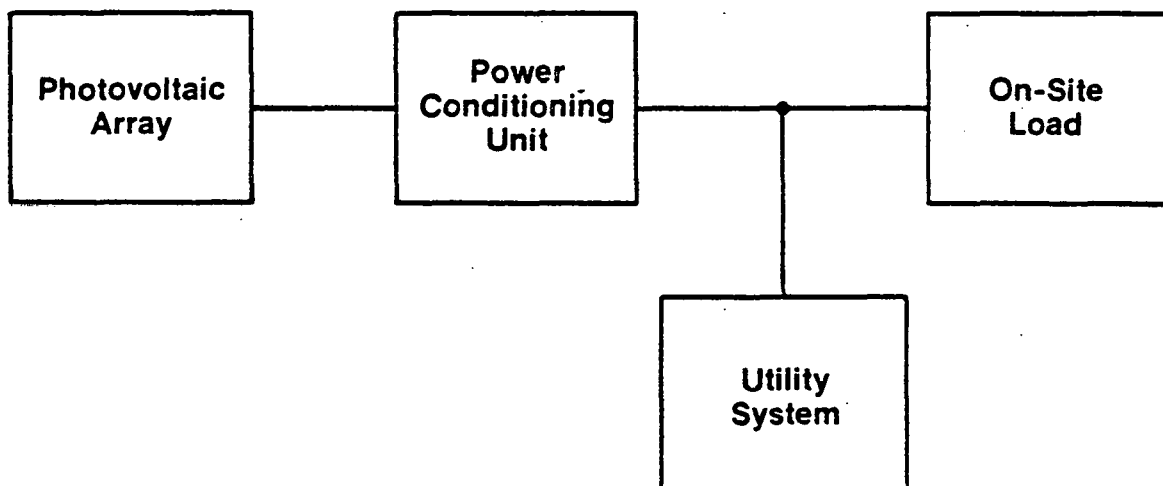 Photovoltaic
Array
Power
Conditioning
Unit
On-Site
Load
Utility
System